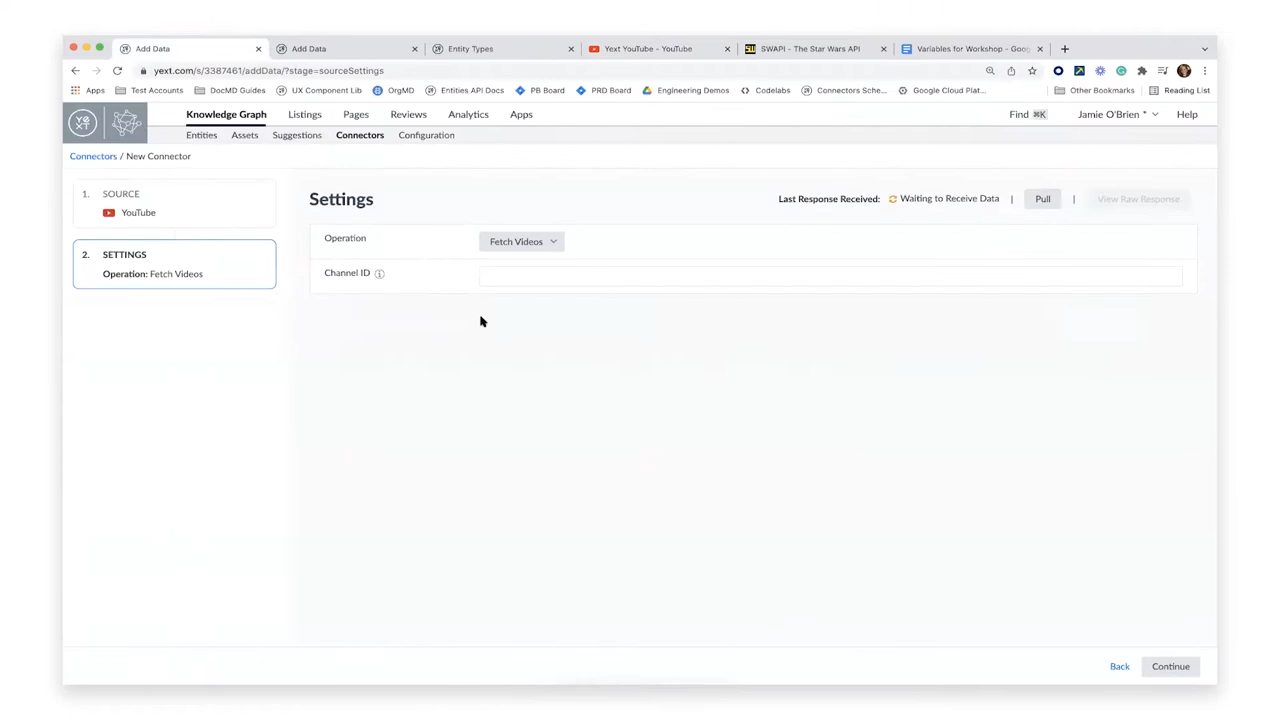 Add Data
Add Data
Entity Types
Yext YouTube - YouTube
SWAPI - The Star Wars API
Variables for Workshop - Goog
yext.com/s/3387461/addData/?stage=sourceSettings
Apps
Test Accounts
DocMD Guides
UX Component Lib
OrgMD
Entities API Docs
PB Board
PRD Board
Engineering Demos
Codelabs
Connectors Sche...
Google Cloud Plat...
Other Bookmarks
Reading List
YEXT
Knowledge Graph
Listings
Pages
Reviews
Analytics
Apps
Find ⌘K
Jamie O'Brien *
Help
Entities
Assets
Suggestions
Connectors
Configuration
Connectors / New Connector
1. SOURCE
YouTube
2. SETTINGS
Operation: Fetch Videos
Settings
Last Response Received: Waiting to Receive Data |
Pull
|
View Raw Response
Operation
Fetch Videos
Channel ID
Back
Continue